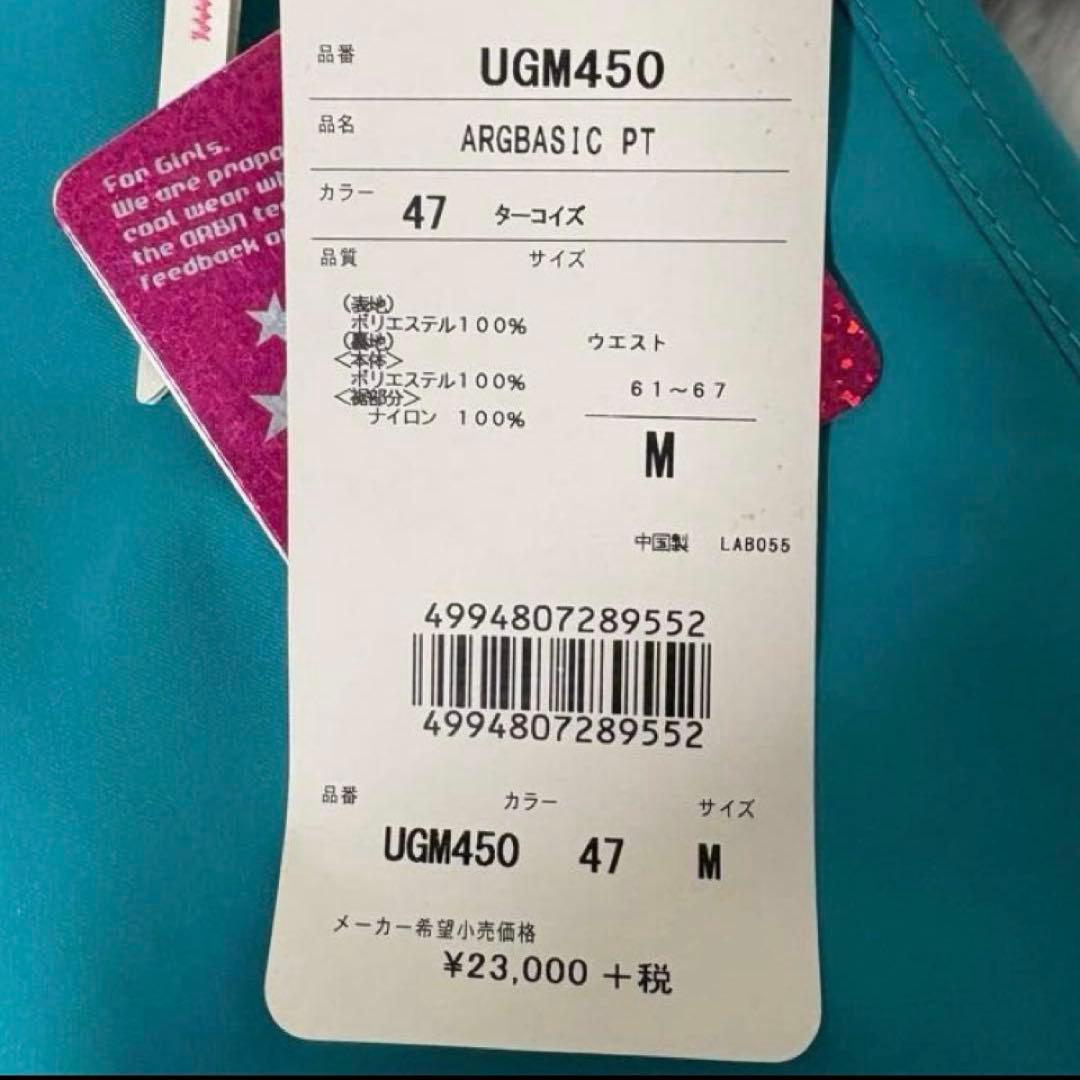 For Girls.
We are
cool wear
the ARBN
feedback
品番
UGM450
品名
ARGBASIC PT
カラー 47 ターコイズ
品質 サイズ
(表地)
ポリエステル100%
(裏地)
<本体>
ポリエステル100%
<裾部分>
ナイロン 100%
ウエスト
61~67
M
中国製 LAB055
4994807289552
4994807289552
品番 カラー サイズ
UGM450 47 M
メーカー希望小売価格
¥23,000+税